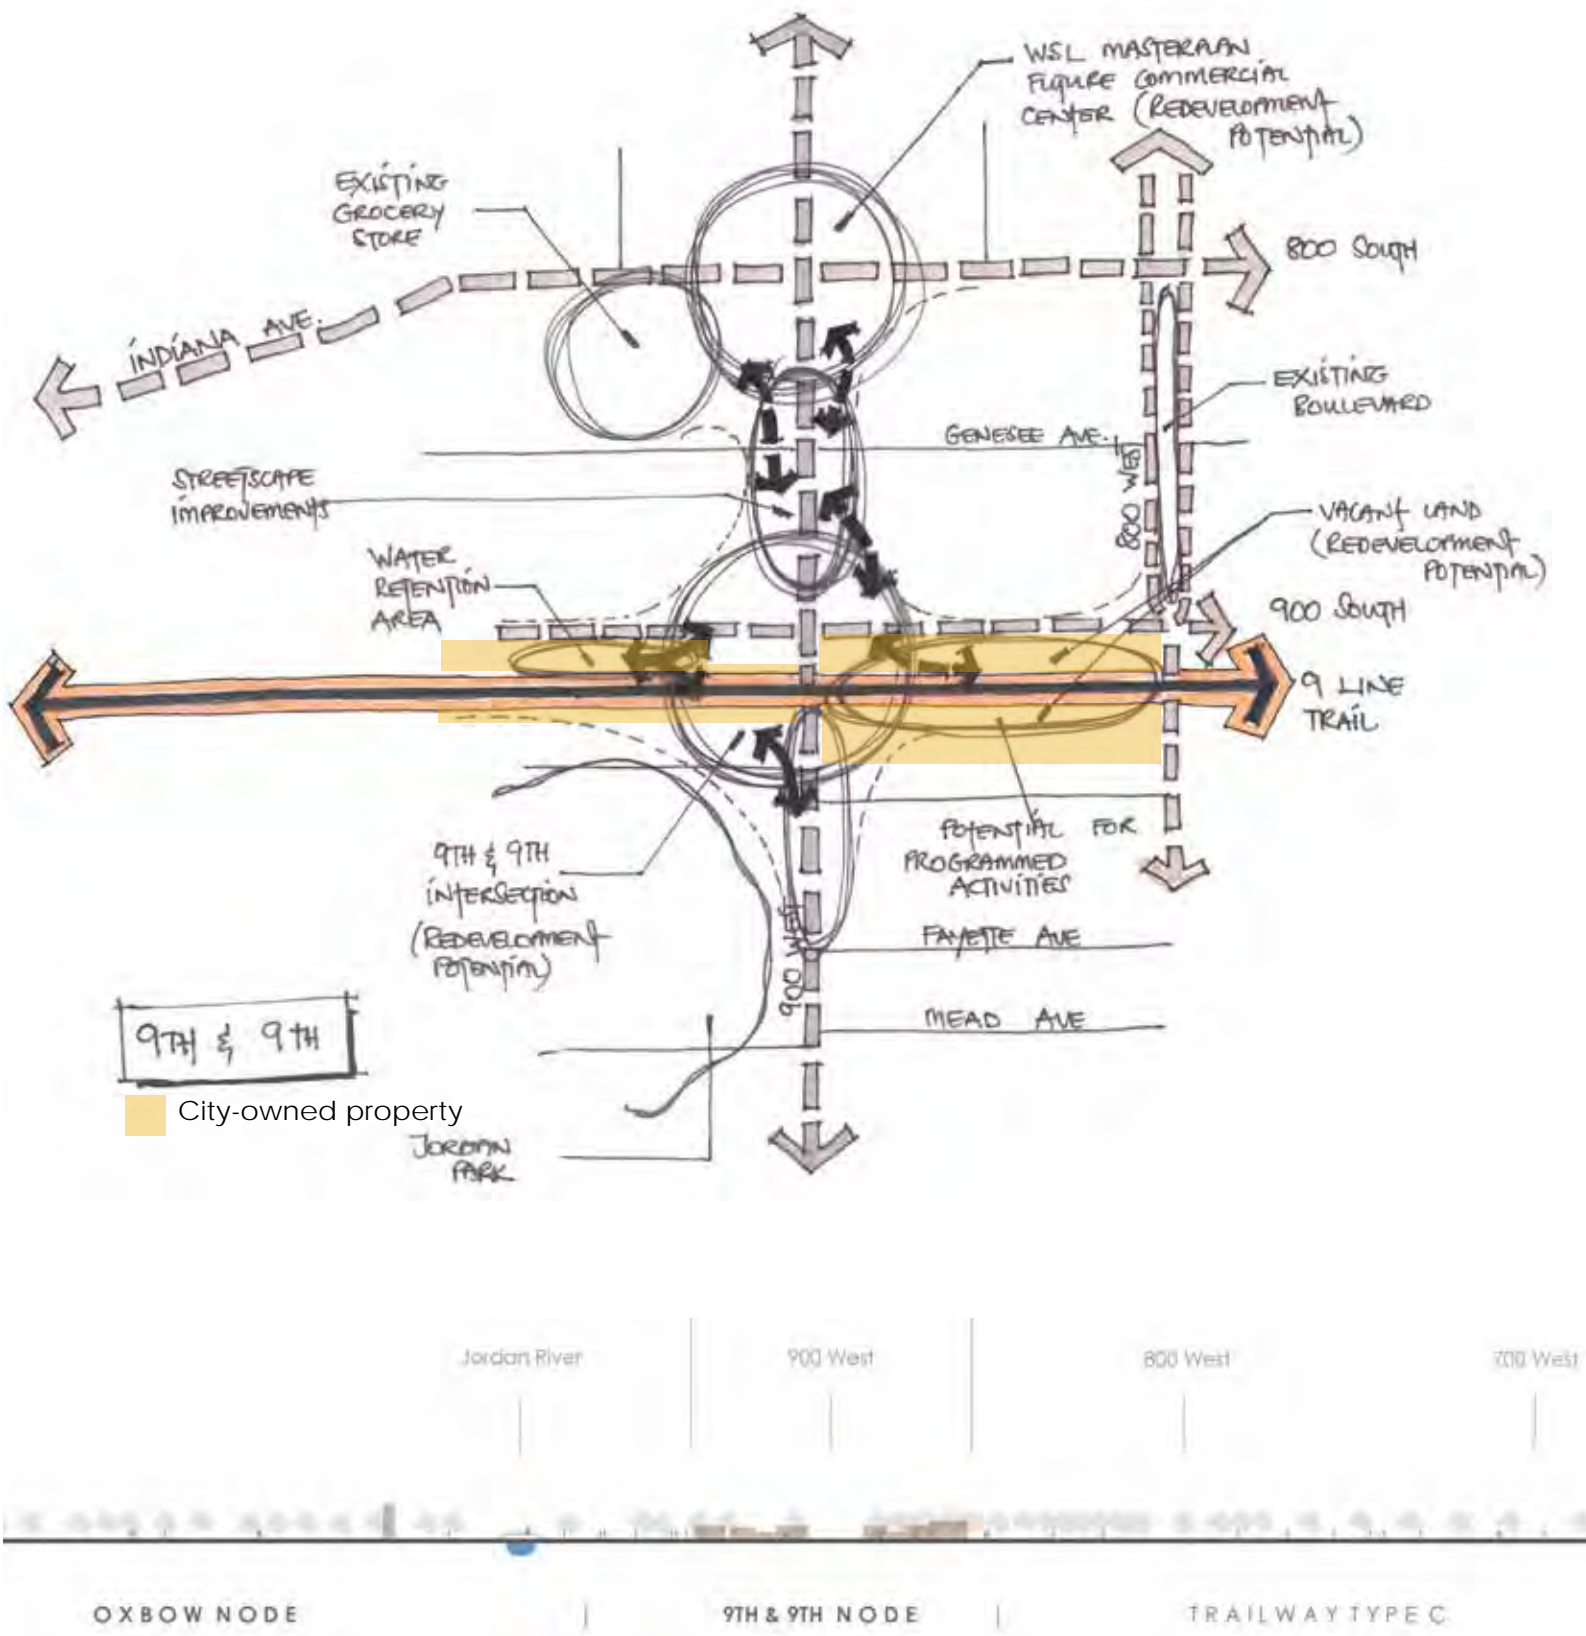 WSL MASTERPLAN
FUTURE COMMERCIAL
CENTER (REDEVELOPMENT
POTENTIAL)
EXISTING
GROCERY
STORE
800 SOUTH
INDIANA AVE.
EXISTING
BOULEVARD
GENESEE AVE.
800 WEST
STREETSCAPE
IMPROVEMENTS
VACANT LAND
(REDEVELOPMENT
POTENTIAL)
WATER
RETENTION
AREA
900 SOUTH
9 LINE
TRAIL
9TH & 9TH
INTERSECTION
(REDEVELOPMENT
POTENTIAL)
POTENTIAL FOR
PROGRAMMED
ACTIVITIES
FAYETTE AVE
900 WEST
MEAD AVE
9TH & 9TH
City-owned property
JORDAN
PARK
Jordan River
900 West
800 West
700 West
OXBOW NODE
9TH & 9TH NODE
TRAILWAY TYPE C